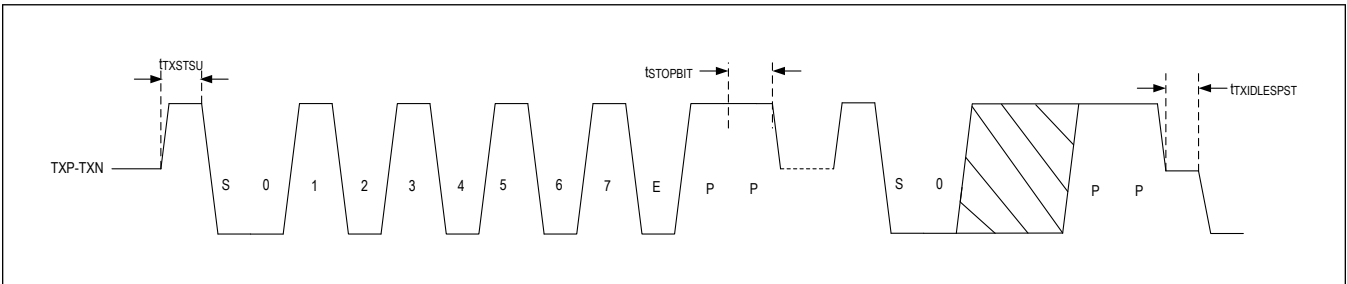 tTXSTSU
tSTOPBIT
tTXIDLESPST
TXP-TXN
S 0 1 2 3 4 5 6 7 E P P S 0 P P